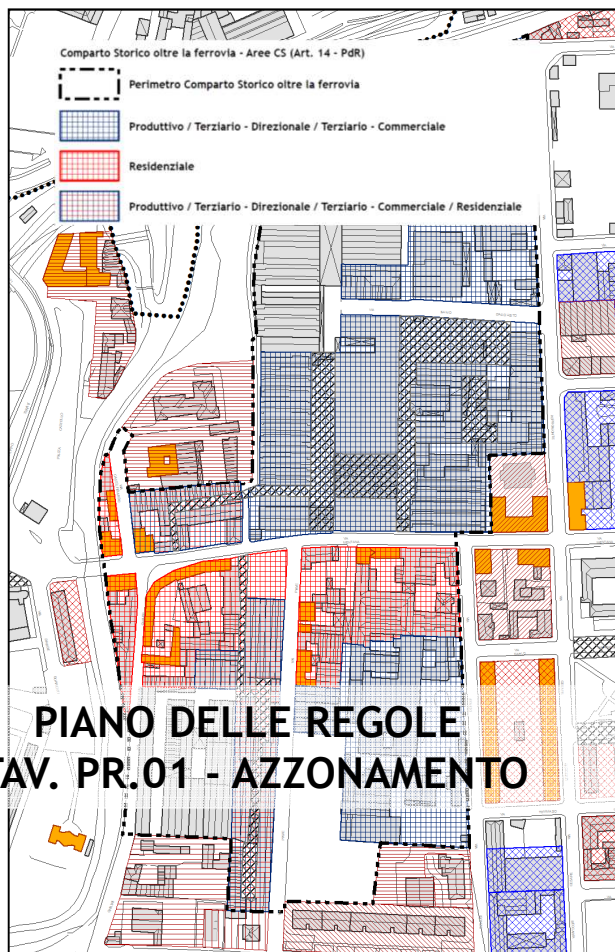 Comparto Storico oltre la ferrovia - Aree CS (Art. 14 - PdR)
Perimetro Comparto Storico oltre la ferrovia
Produttivo / Terziario - Direzionale / Terziario - Commerciale
Residenziale
Produttivo / Terziario - Direzionale / Terziario - Commerciale / Residenziale
PIANO DELLE REGOLE
TAV. PR.01 - AZZONAMENTO